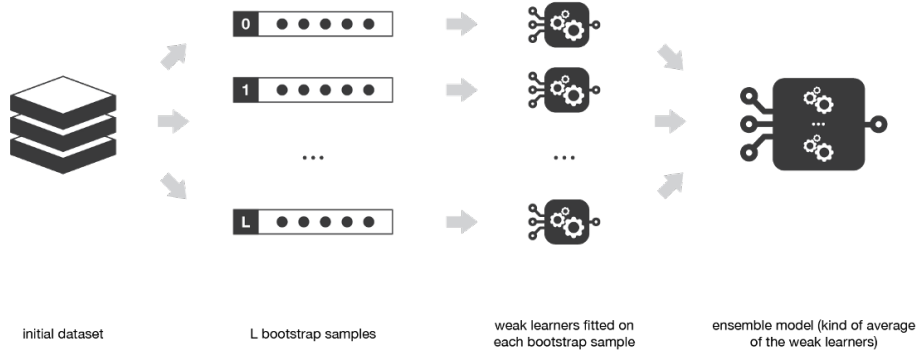 0
1
...
...
...
L
initial dataset
L bootstrap samples
weak learners fitted on
each bootstrap sample
ensemble model (kind of average
of the weak learners)